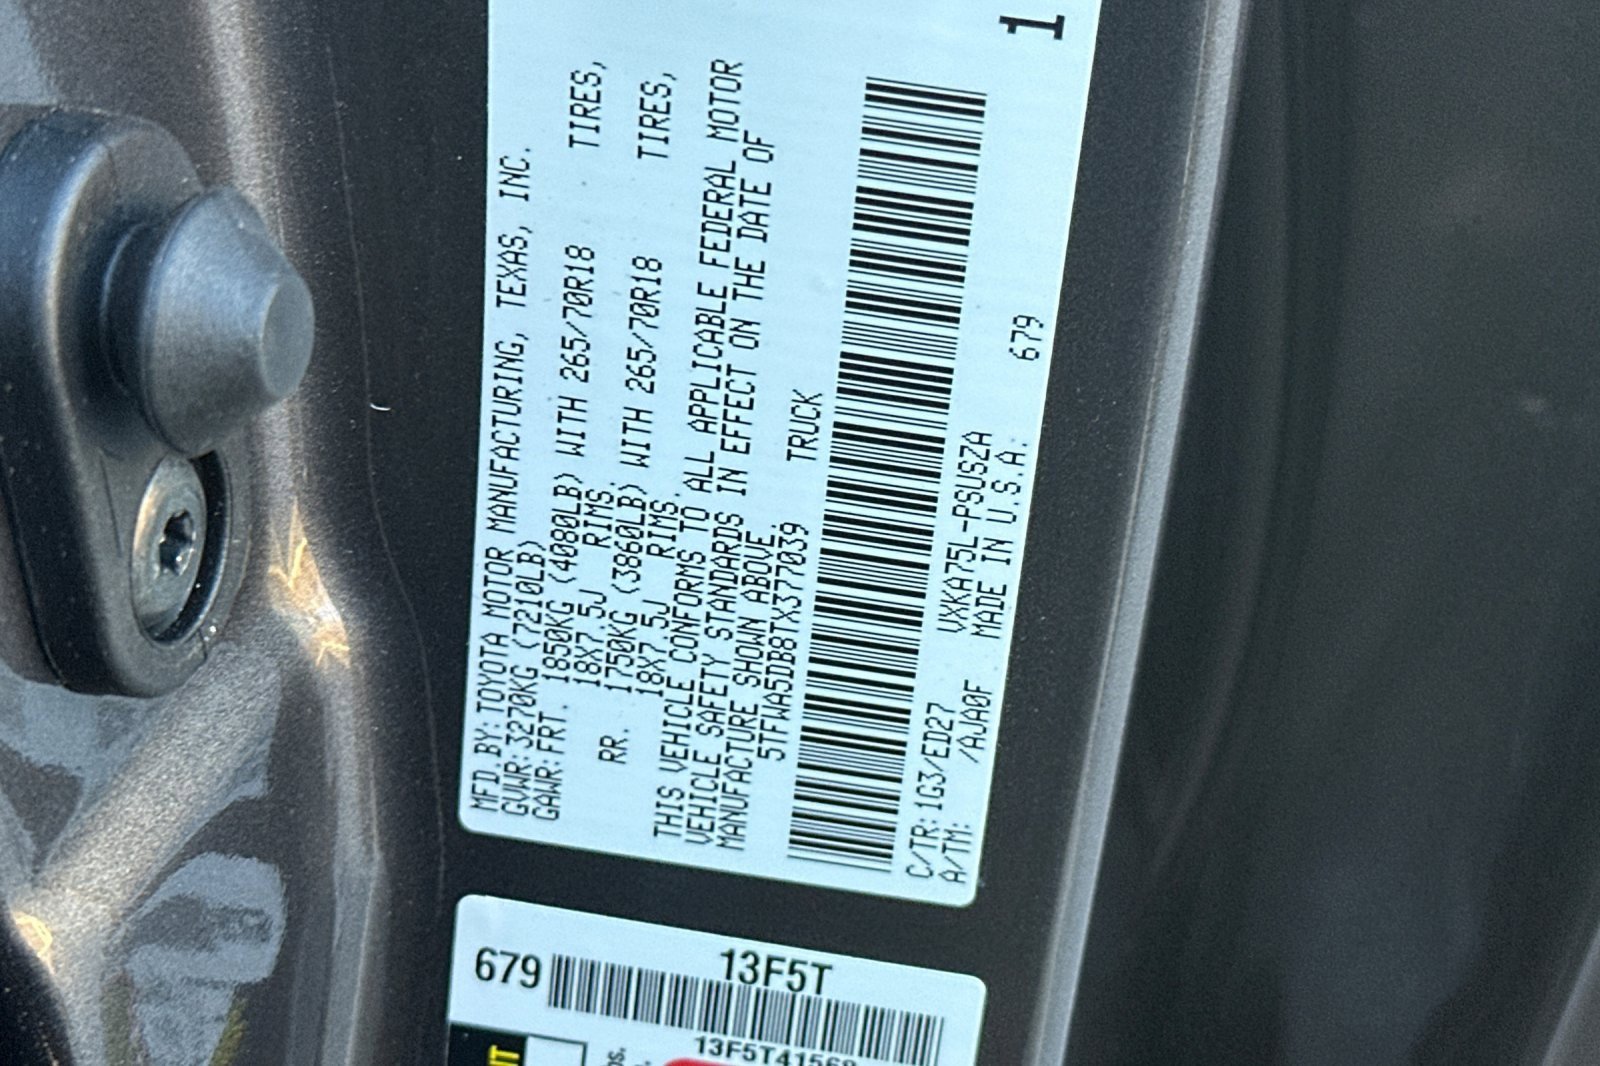 MFD.BY:TOYOTA MOTOR MANUFACTURING, TEXAS, INC.
GVWR:3270KG (7210LB)
GAWR:FRT. 1850KG (4080LB) WITH 265/70R18 TIRES,
18X7.5J RIMS.
RR. 1750KG (3860LB) WITH 265/70R18 TIRES,
18X7.5J RIMS.
THIS VEHICLE CONFORMS TO ALL APPLICABLE FEDERAL MOTOR
VEHICLE SAFETY STANDARDS IN EFFECT ON THE DATE OF
MANUFACTURE SHOWN ABOVE.
5TFWA5DB8TX377039 TRUCK
C/TR:1G3/ED27 VXKA75L-PSUSZA
A/TM: /AJA0F MADE IN U.S.A. 679
1
679 13F5T